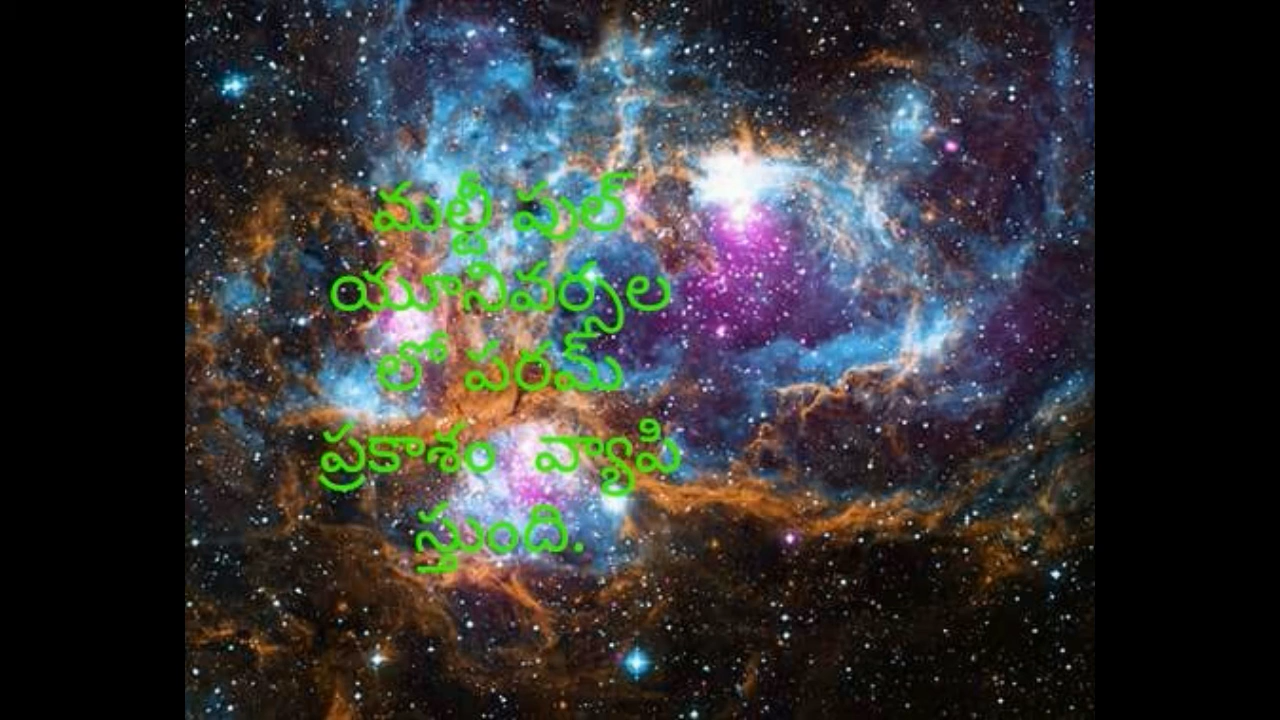 మల్టీ పుల్
యూనివర్సల
లో పరమ్
ప్రకాశం వ్యాపి
స్తుంది.